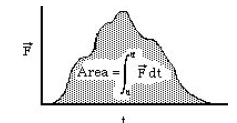 F⃗
Area = ∫ F⃗ dt
t